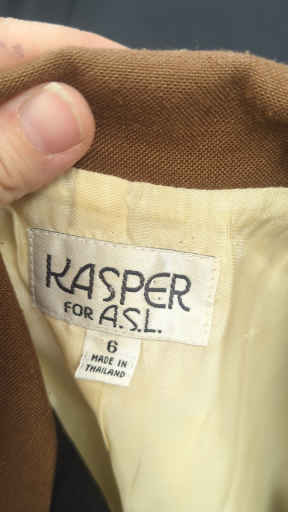 KASPER
FOR A.S.L.
6
MADE IN
THAILAND